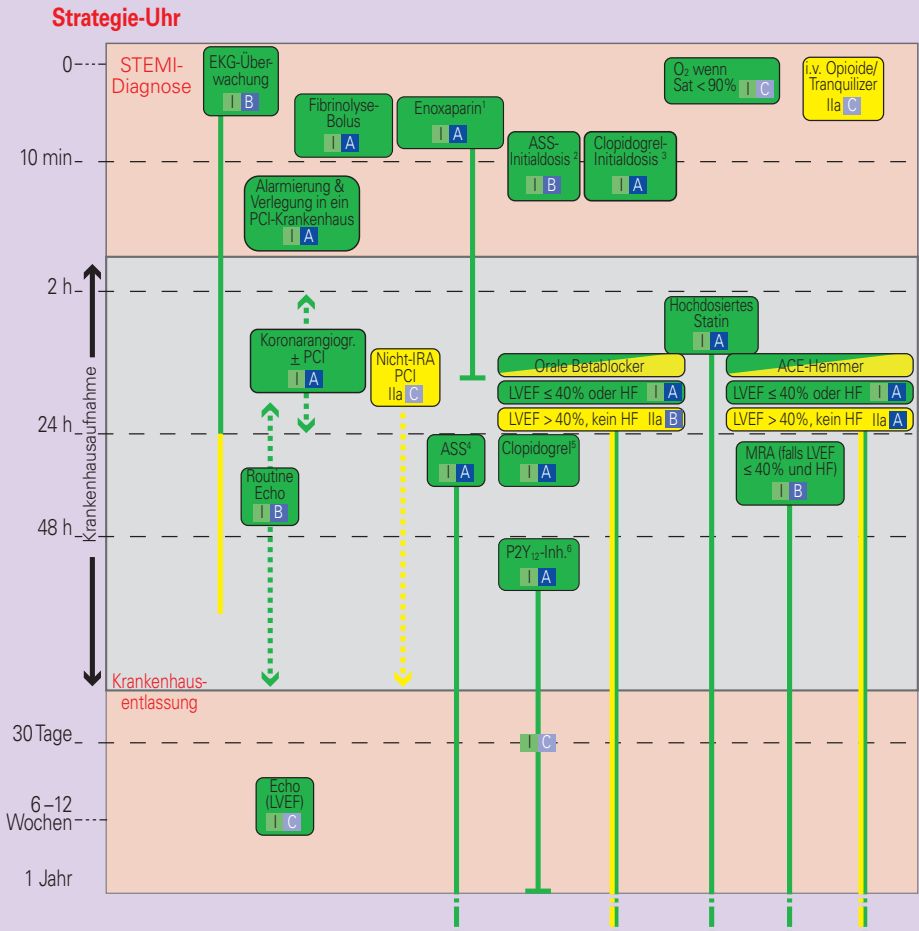 Strategie-Uhr
0
STEMI-
Diagnose
EKG-Über-
wachung
I B
Fibrinolyse-
Bolus
I A
Enoxaparin¹
I A
O₂ wenn
Sat < 90% I C
i.v. Opioide/
Tranquilizer
IIa C
10 min
ASS-
Initialdosis ²
I B
Clopidogrel-
Initialdosis ³
I A
Alarmierung &
Verlegung in ein
PCI-Krankenhaus
I A
Krankenhausaufnahme
2 h
Hochdosiertes
Statin
I A
Koronarangiogr.
± PCI
I A
Nicht-IRA
PCI
IIa C
Orale Betablocker
LVEF ≤ 40% oder HF I A
LVEF > 40%, kein HF IIa B
ACE-Hemmer
LVEF ≤ 40% oder HF I A
LVEF > 40%, kein HF IIa A
24 h
ASS⁴
I A
Clopidogrel⁵
I A
MRA (falls LVEF
≤ 40% und HF)
I B
Routine
Echo
I B
48 h
P2Y₁₂-Inh.⁶
I A
Krankenhaus-
entlassung
30 Tage
I C
6–12
Wochen
Echo
(LVEF)
I C
1 Jahr